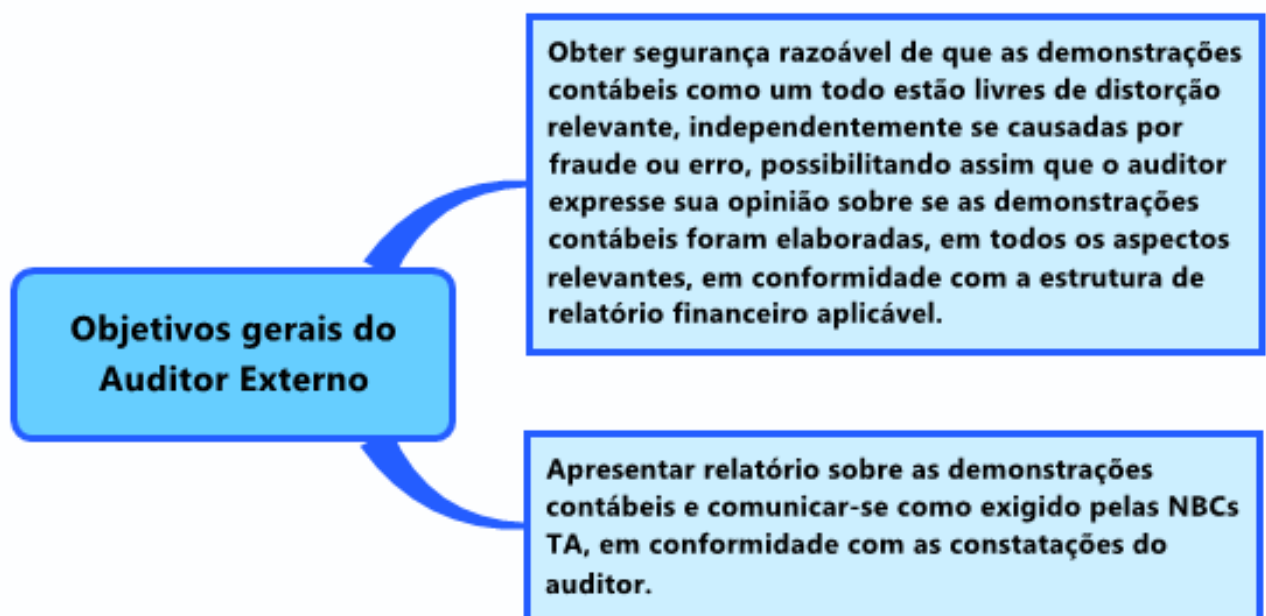 Obter segurança razoável de que as demonstrações
contábeis como um todo estão livres de distorção
relevante, independentemente se causadas por
fraude ou erro, possibilitando assim que o auditor
expresse sua opinião sobre se as demonstrações
contábeis foram elaboradas, em todos os aspectos
relevantes, em conformidade com a estrutura de
relatório financeiro aplicável.
Objetivos gerais do
Auditor Externo
Apresentar relatório sobre as demonstrações
contábeis e comunicar-se como exigido pelas NBCs
TA, em conformidade com as constatações do
auditor.